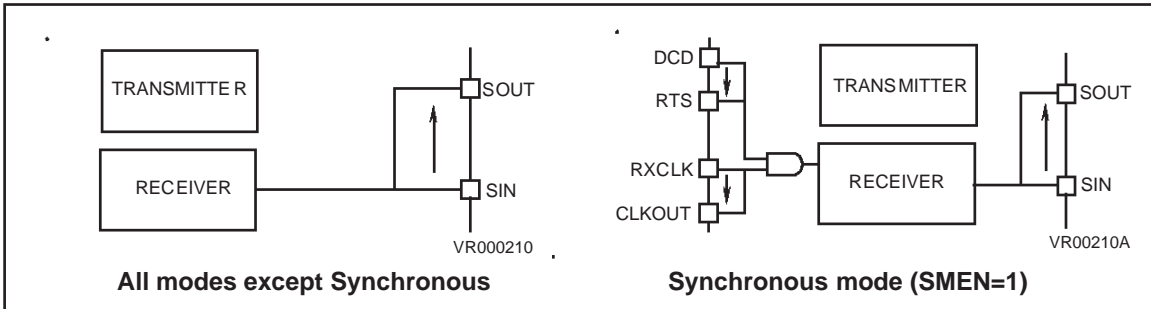 TRANSMITTER
RECEIVER
SOUT
SIN
VR000210
All modes except Synchronous
DCD
RTS
RXCLK
CLKOUT
TRANSMITTER
RECEIVER
SOUT
SIN
VR00210A
Synchronous mode (SMEN=1)